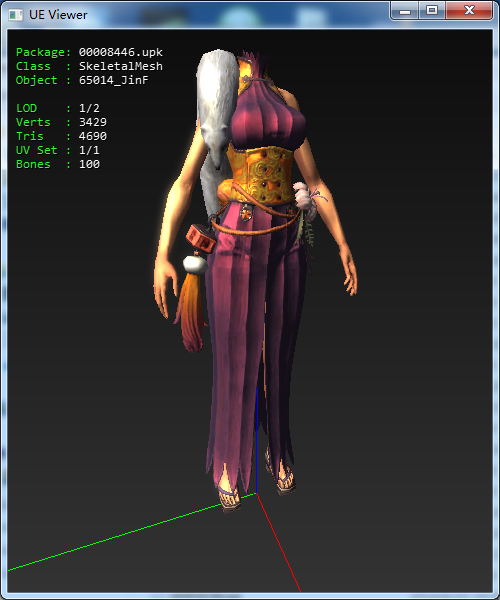 UE Viewer
Package: 00008446.upk
Class : SkeletalMesh
Object : 65014_JinF
LOD : 1/2
Verts : 3429
Tris : 4690
UV Set : 1/1
Bones : 100